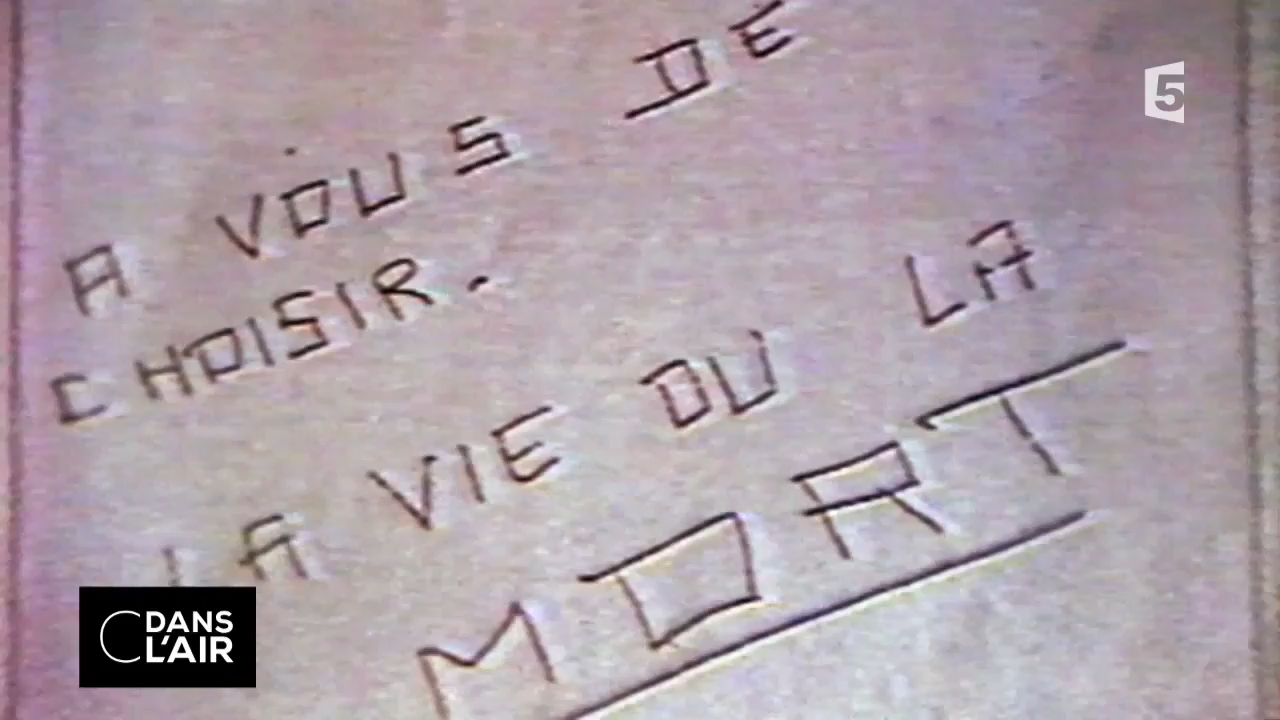 A VOUS DE
CHOISIR.
LA VIE OU LA
MORT
5
C DANS
L'AIR